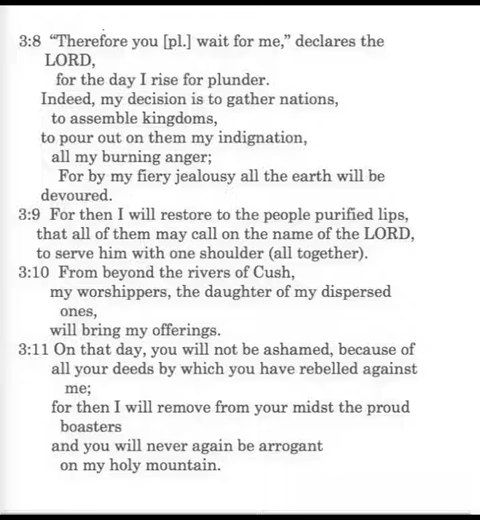 3:8 “Therefore you [pl.] wait for me,” declares the
LORD,
for the day I rise for plunder.
Indeed, my decision is to gather nations,
to assemble kingdoms,
to pour out on them my indignation,
all my burning anger;
For by my fiery jealousy all the earth will be
devoured.
3:9 For then I will restore to the people purified lips,
that all of them may call on the name of the LORD,
to serve him with one shoulder (all together).
3:10 From beyond the rivers of Cush,
my worshippers, the daughter of my dispersed
ones,
will bring my offerings.
3:11 On that day, you will not be ashamed, because of
all your deeds by which you have rebelled against
me;
for then I will remove from your midst the proud
boasters
and you will never again be arrogant
on my holy mountain.